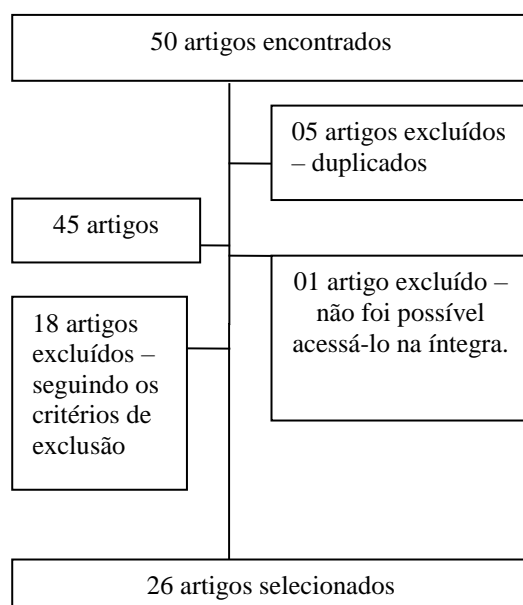 50 artigos encontrados
05 artigos excluídos
– duplicados
45 artigos
01 artigo excluído –
não foi possível
acessá-lo na íntegra.
18 artigos
excluídos –
seguindo os
critérios de
exclusão
26 artigos selecionados